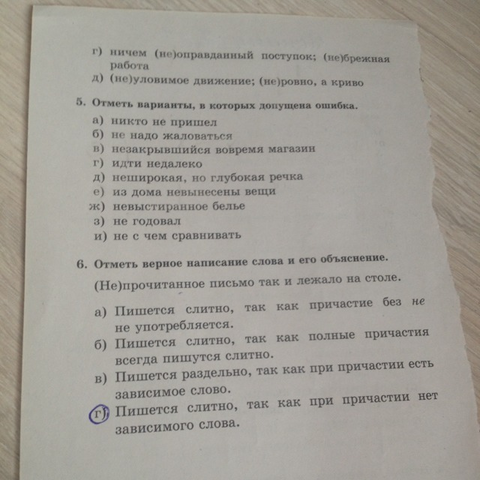 г) ничем (не)оправданный поступок; (не)брежная
работа
д) (не)уловимое движение; (не)ровно, а криво
5. Отметь варианты, в которых допущена ошибка.
а) никто не пришел
б) не надо жаловаться
в) незакрывшийся вовремя магазин
г) идти недалеко
д) неширокая, но глубокая речка
е) из дома невынесены вещи
ж) невыстиранное белье
з) не годовал
и) не с чем сравнивать
6. Отметь верное написание слова и его объяснение.
(Не)прочитанное письмо так и лежало на столе.
а) Пишется слитно, так как причастие без не
не употребляется.
б) Пишется слитно, так как полные причастия
всегда пишутся слитно.
в) Пишется раздельно, так как при причастии есть
зависимое слово.
г) Пишется слитно, так как при причастии нет
зависимого слова.